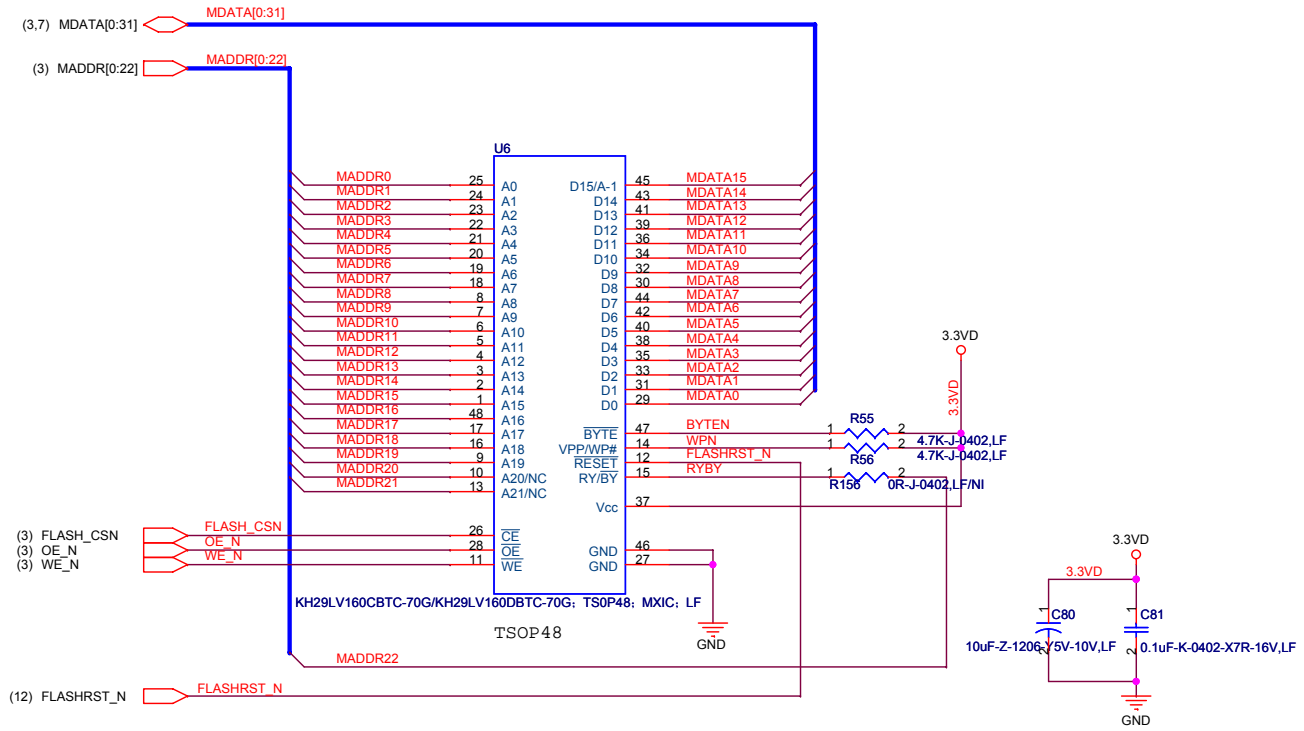 (3,7) MDATA[0:31]
MDATA[0:31]
(3) MADDR[0:22]
MADDR[0:22]
U6
MADDR0 25 A0 D15/A-1 45 MDATA15
MADDR1 24 A1 D14 43 MDATA14
MADDR2 23 A2 D13 41 MDATA13
MADDR3 22 A3 D12 39 MDATA12
MADDR4 21 A4 D11 36 MDATA11
MADDR5 20 A5 D10 34 MDATA10
MADDR6 19 A6 D9 32 MDATA9
MADDR7 18 A7 D8 30 MDATA8
MADDR8 8 A8 D7 44 MDATA7
MADDR9 7 A9 D6 42 MDATA6
MADDR10 6 A10 D5 40 MDATA5
MADDR11 5 A11 D4 38 MDATA4
MADDR12 4 A12 D3 35 MDATA3
MADDR13 3 A13 D2 33 MDATA2
MADDR14 2 A14 D1 31 MDATA1
MADDR15 1 A15 D0 29 MDATA0
MADDR16 48 A16
MADDR17 17 A17 BYTE 47 BYTEN 1 R55 2 4.7K-J-0402,LF
MADDR18 16 A18 VPP/WP# 14 WPN 1 R56 2 4.7K-J-0402,LF
MADDR19 9 A19 RESET 12 FLASHRST_N
MADDR20 10 A20/NC RY/BY 15 RYBY 1 R156 2 0R-J-0402,LF/NI
MADDR21 13 A21/NC
Vcc 37
3.3VD
3.3VD
(3) FLASH_CSN FLASH_CSN 26 CE
(3) OE_N OE_N 28 OE GND 46
(3) WE_N WE_N 11 WE GND 27
KH29LV160CBTC-70G/KH29LV160DBTC-70G; TS0P48; MXIC; LF
TSOP48
GND
MADDR22
(12) FLASHRST_N FLASHRST_N
3.3VD
3.3VD
1 C80 2
10uF-Z-1206-Y5V-10V,LF
1 C81 2
0.1uF-K-0402-X7R-16V,LF
GND